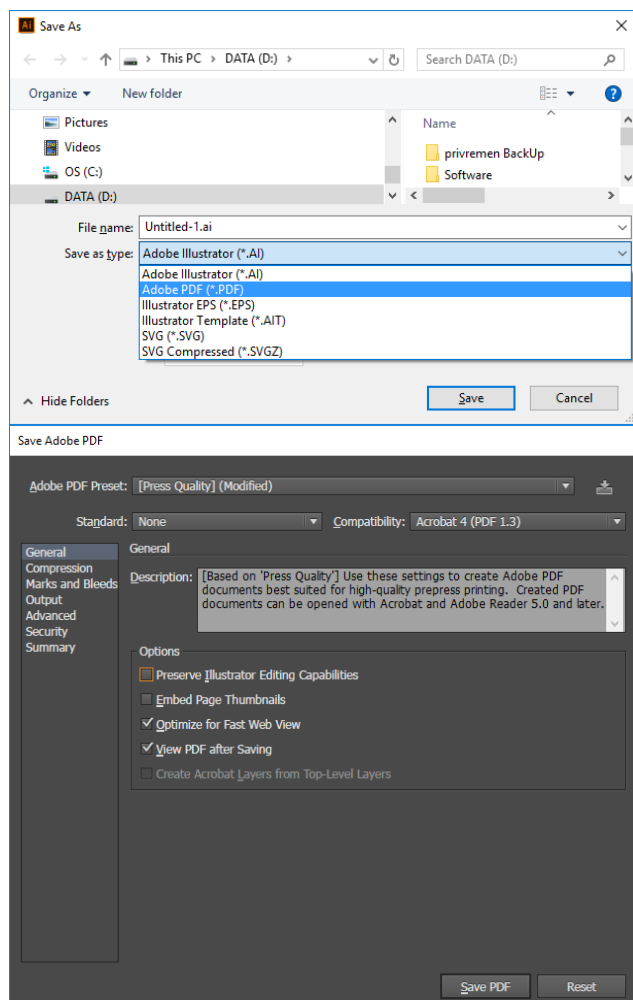 Ai Save As
This PC > DATA (D:) >
Search DATA (D:)
Organize
New folder
?
Pictures
Videos
OS (C:)
DATA (D:)
Name
privremen BackUp
Software
File name: Untitled-1.ai
Save as type: Adobe Illustrator (*.AI)
Adobe Illustrator (*.AI)
Adobe PDF (*.PDF)
Illustrator EPS (*.EPS)
Illustrator Template (*.AIT)
SVG (*.SVG)
SVG Compressed (*.SVGZ)
Hide Folders
Save
Cancel
Save Adobe PDF
Adobe PDF Preset: [Press Quality] (Modified)
Standard: None
Compatibility: Acrobat 4 (PDF 1.3)
General
Compression
Marks and Bleeds
Output
Advanced
Security
Summary
General
Description: [Based on 'Press Quality'] Use these settings to create Adobe PDF
documents best suited for high-quality prepress printing. Created PDF
documents can be opened with Acrobat and Adobe Reader 5.0 and later.
Options
Preserve Illustrator Editing Capabilities
Embed Page Thumbnails
Optimize for Fast Web View
View PDF after Saving
Create Acrobat Layers from Top-Level Layers
Save PDF
Reset